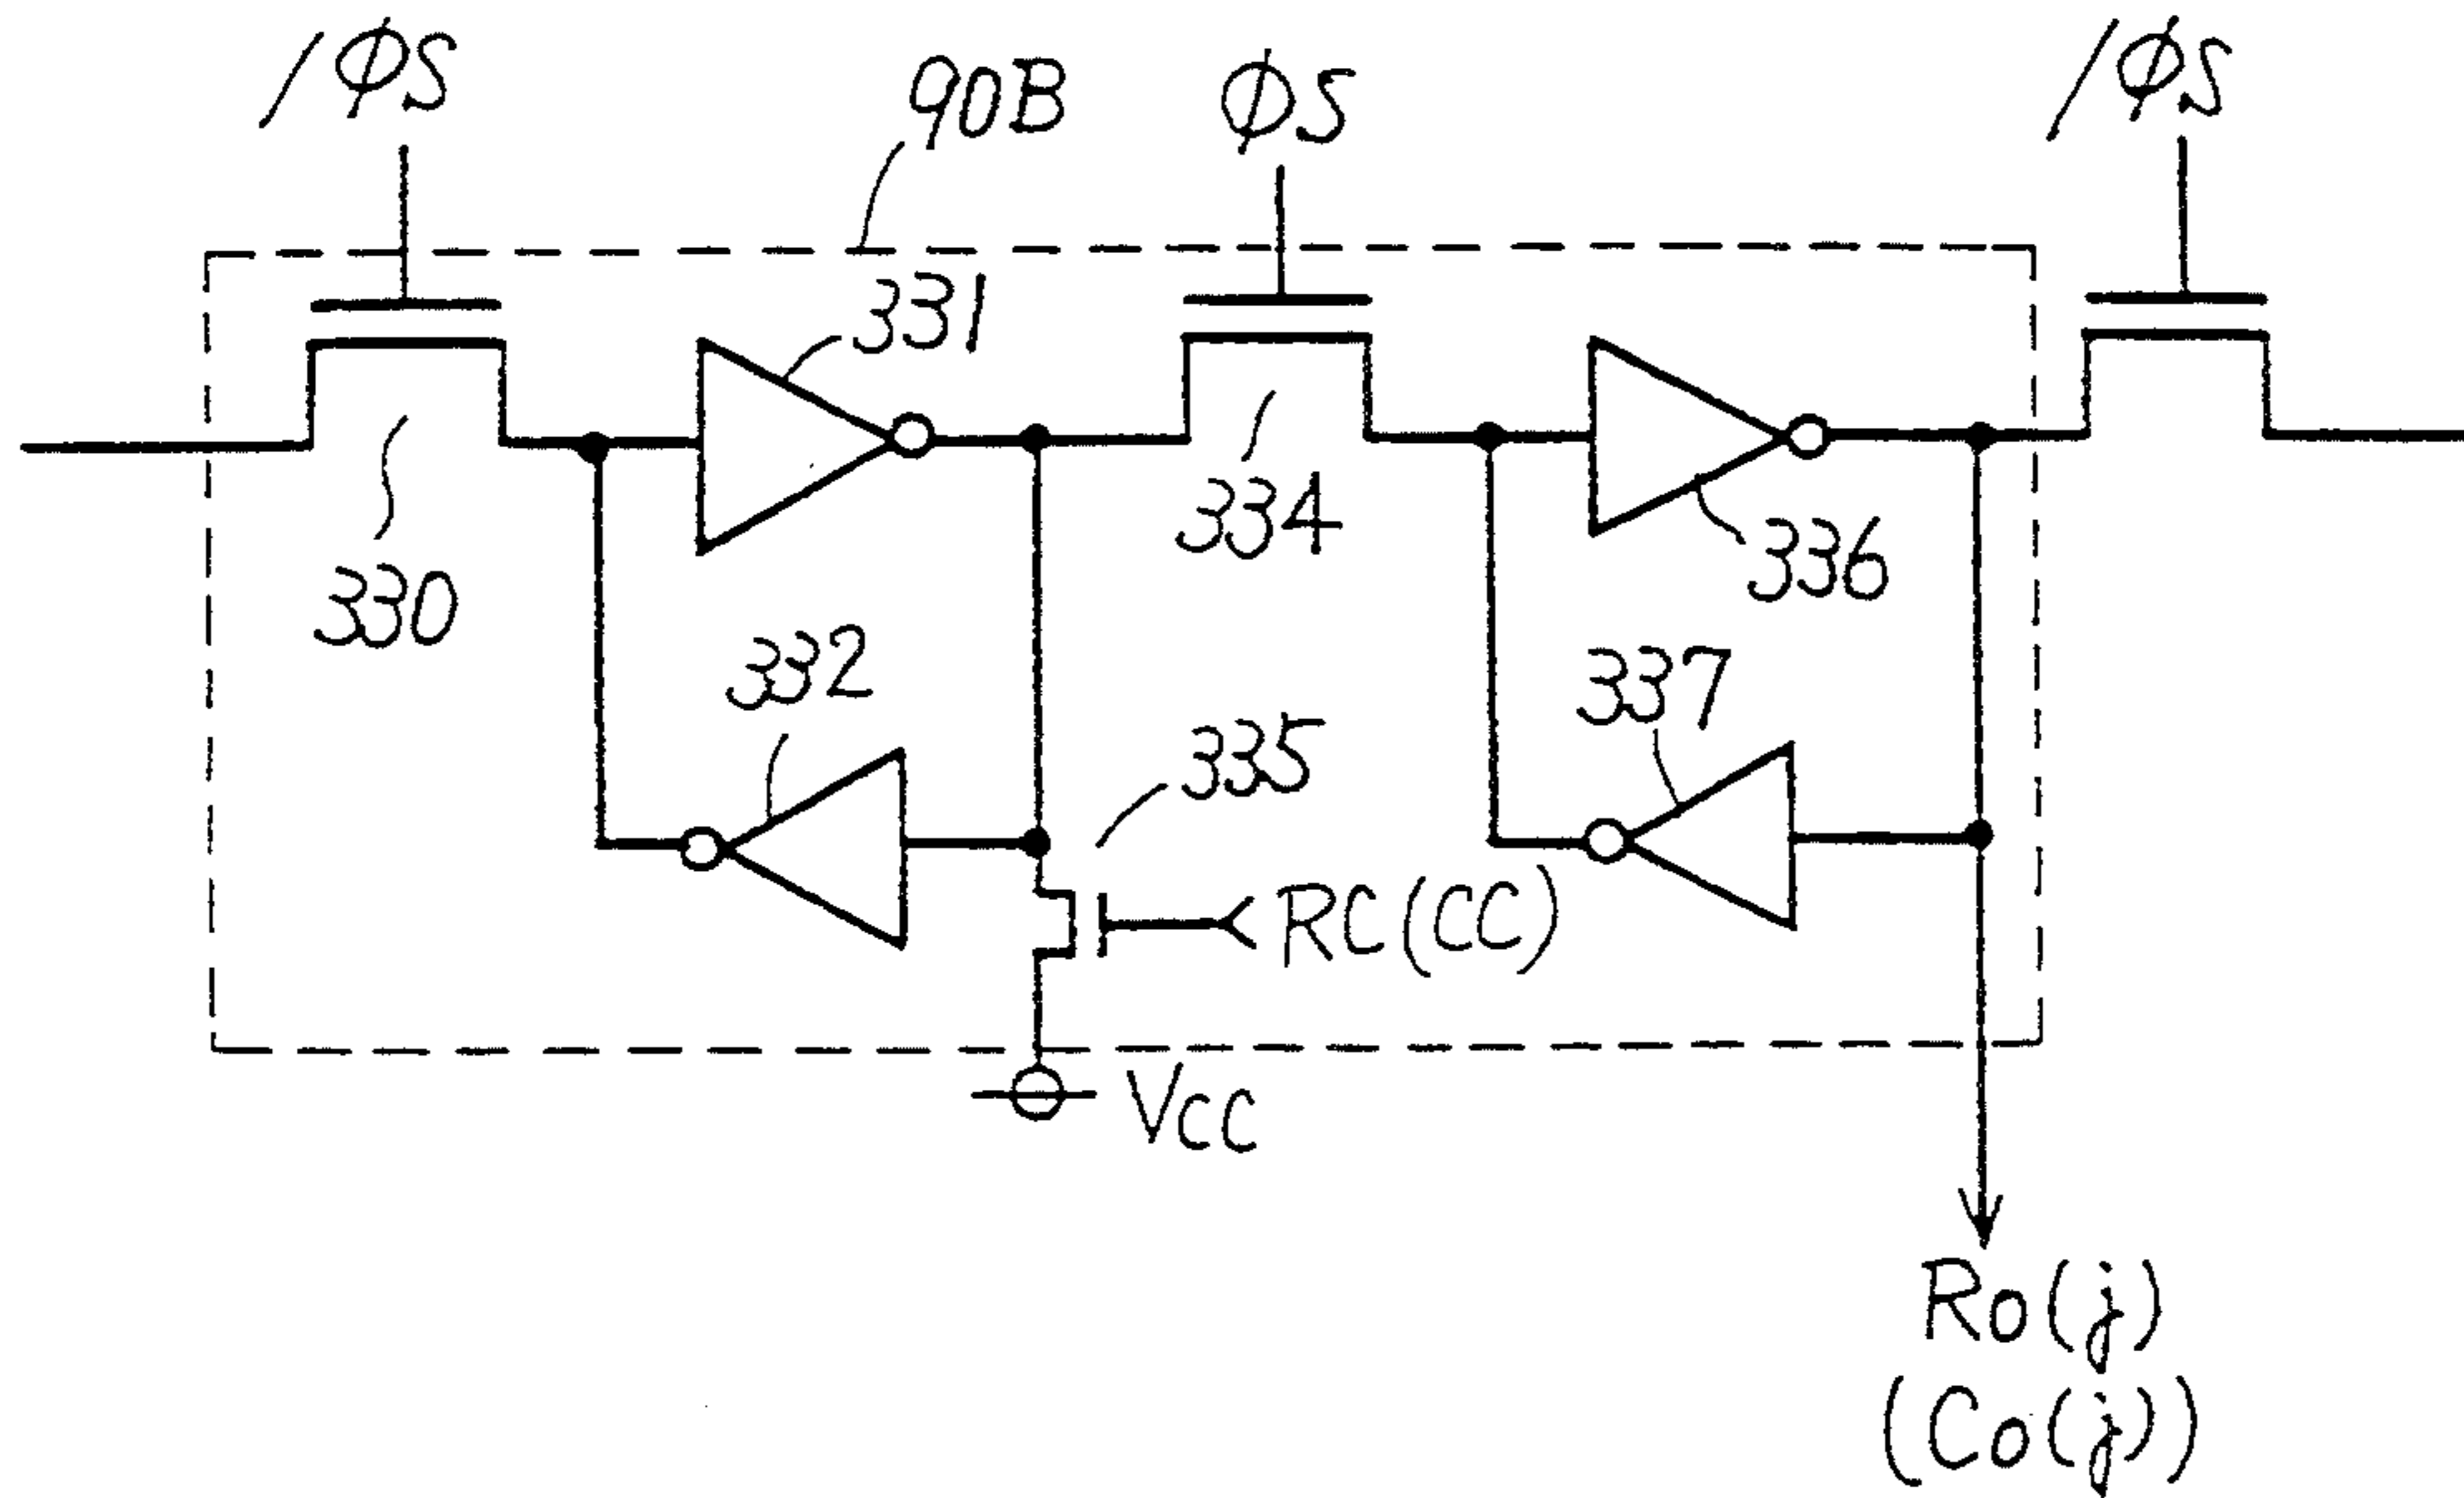 /φS
90B
φS
/φS
331
330
334
336
332
337
335
RC(CC)
VCC
Ro(j)
(Co(j))